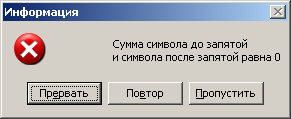 Информация
Сумма символа до запятой
и символа после запятой равна 0
Прервать
Повтор
Пропустить